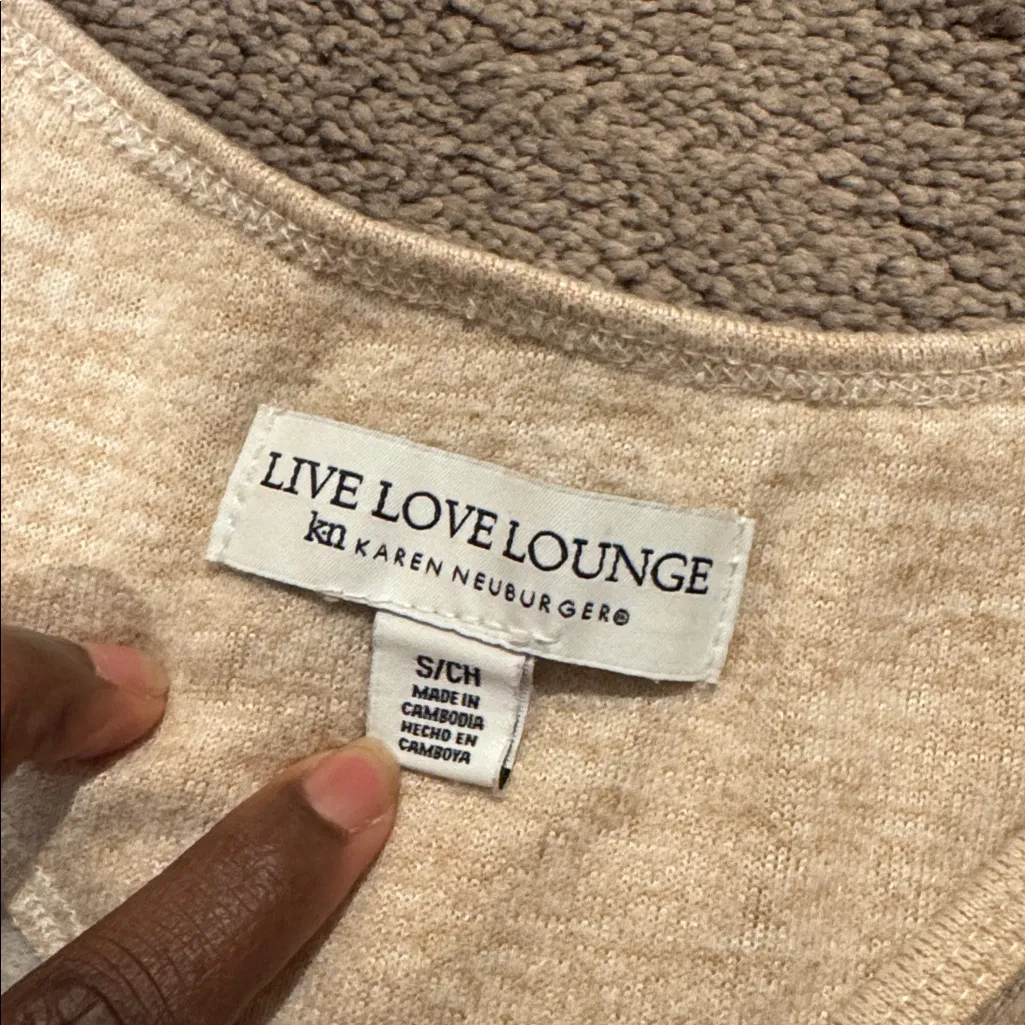 LIVE LOVE LOUNGE
kn KAREN NEUBURGER®
S/CH
MADE IN
CAMBODIA
HECHO EN
CAMBOYA